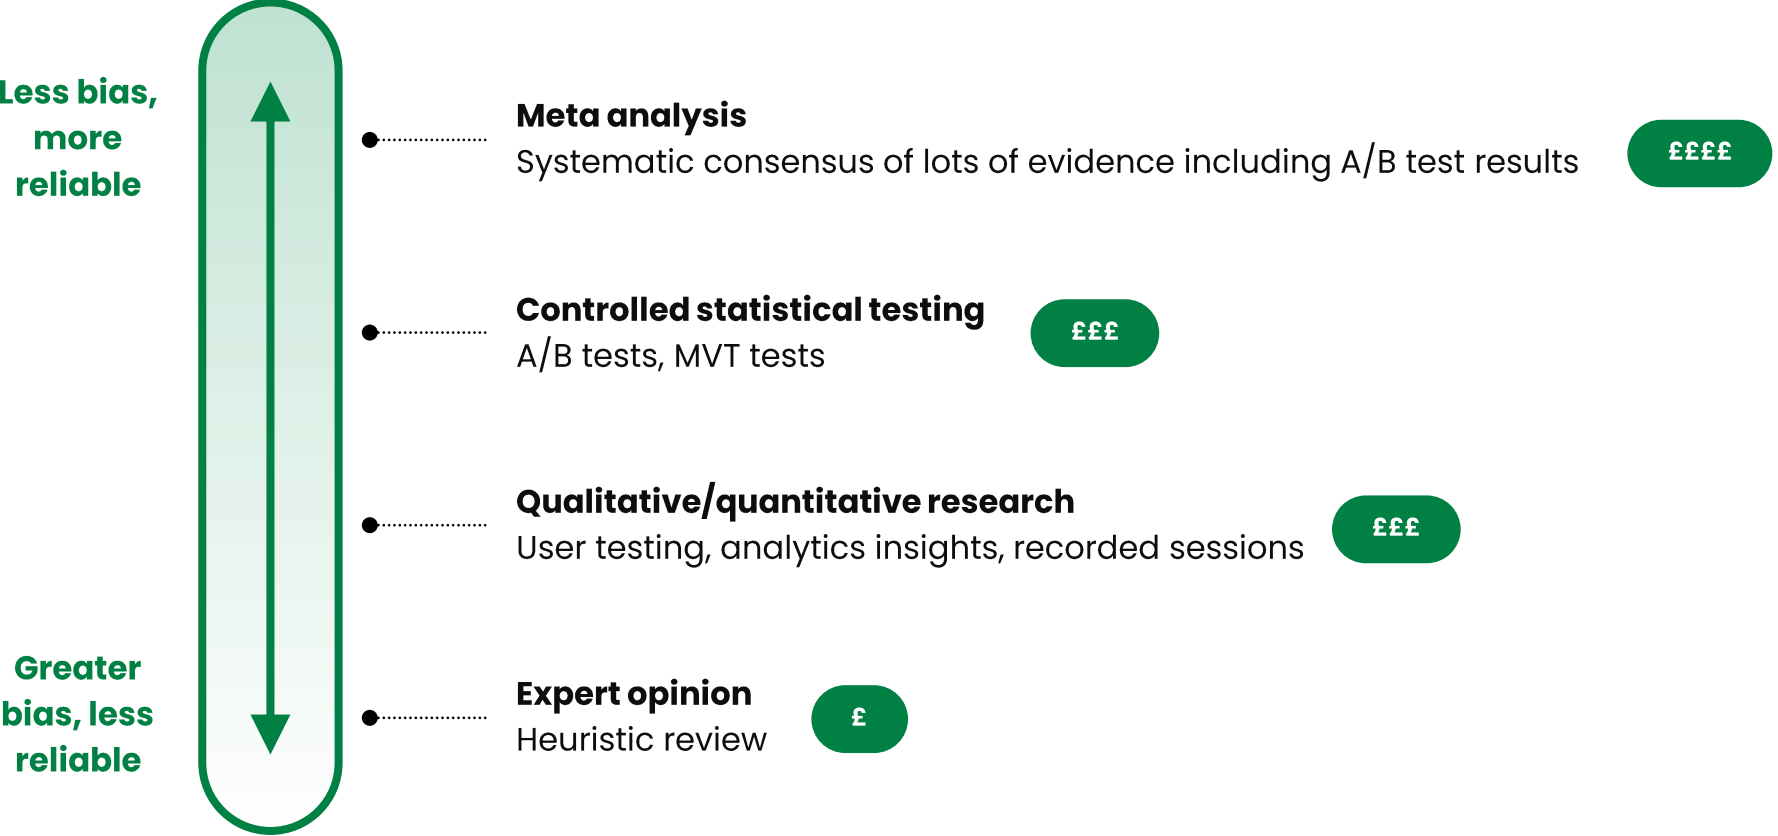 Less bias,
more
reliable
Meta analysis
Systematic consensus of lots of evidence including A/B test results
££££
Controlled statistical testing
A/B tests, MVT tests
£££
Qualitative/quantitative research
User testing, analytics insights, recorded sessions
£££
Greater
bias, less
reliable
Expert opinion
Heuristic review
£